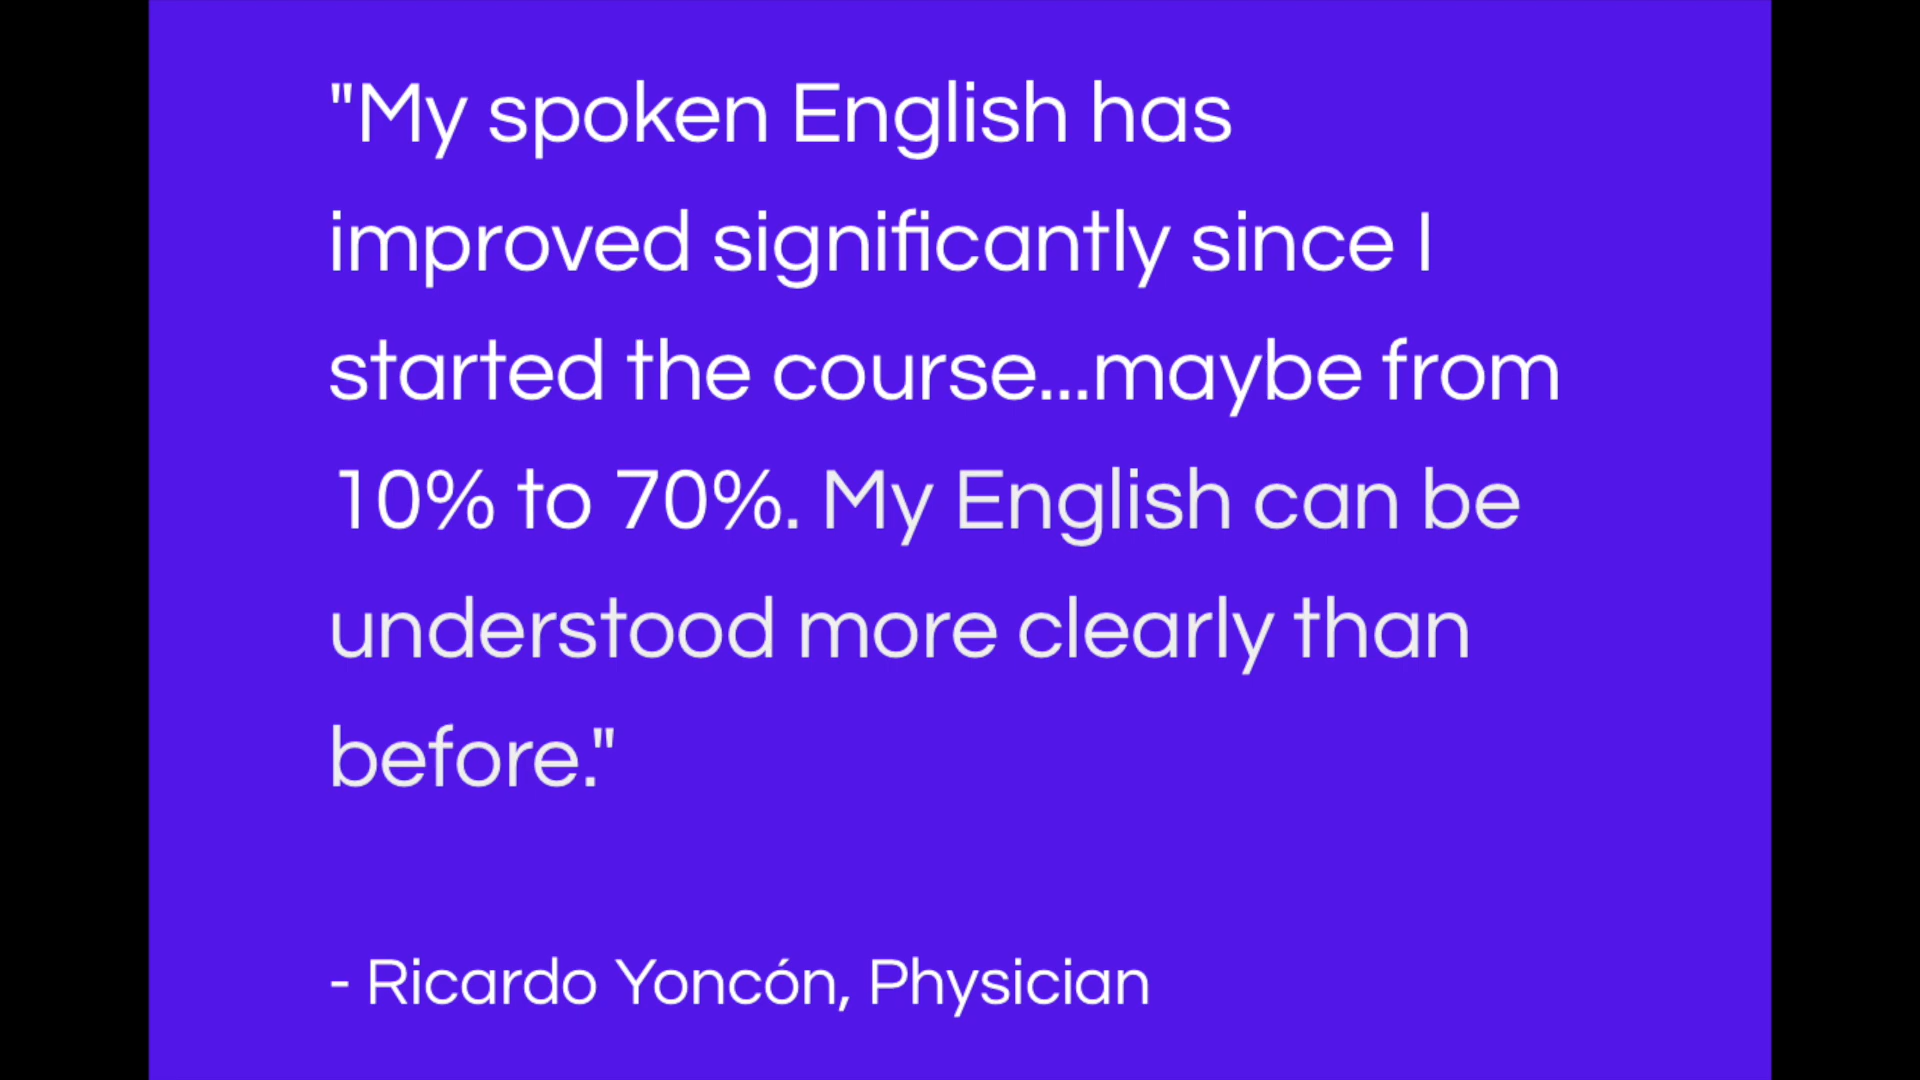 "My spoken English has
improved significantly since I
started the course...maybe from
10% to 70%. My English can be
understood more clearly than
before."
- Ricardo Yoncón, Physician